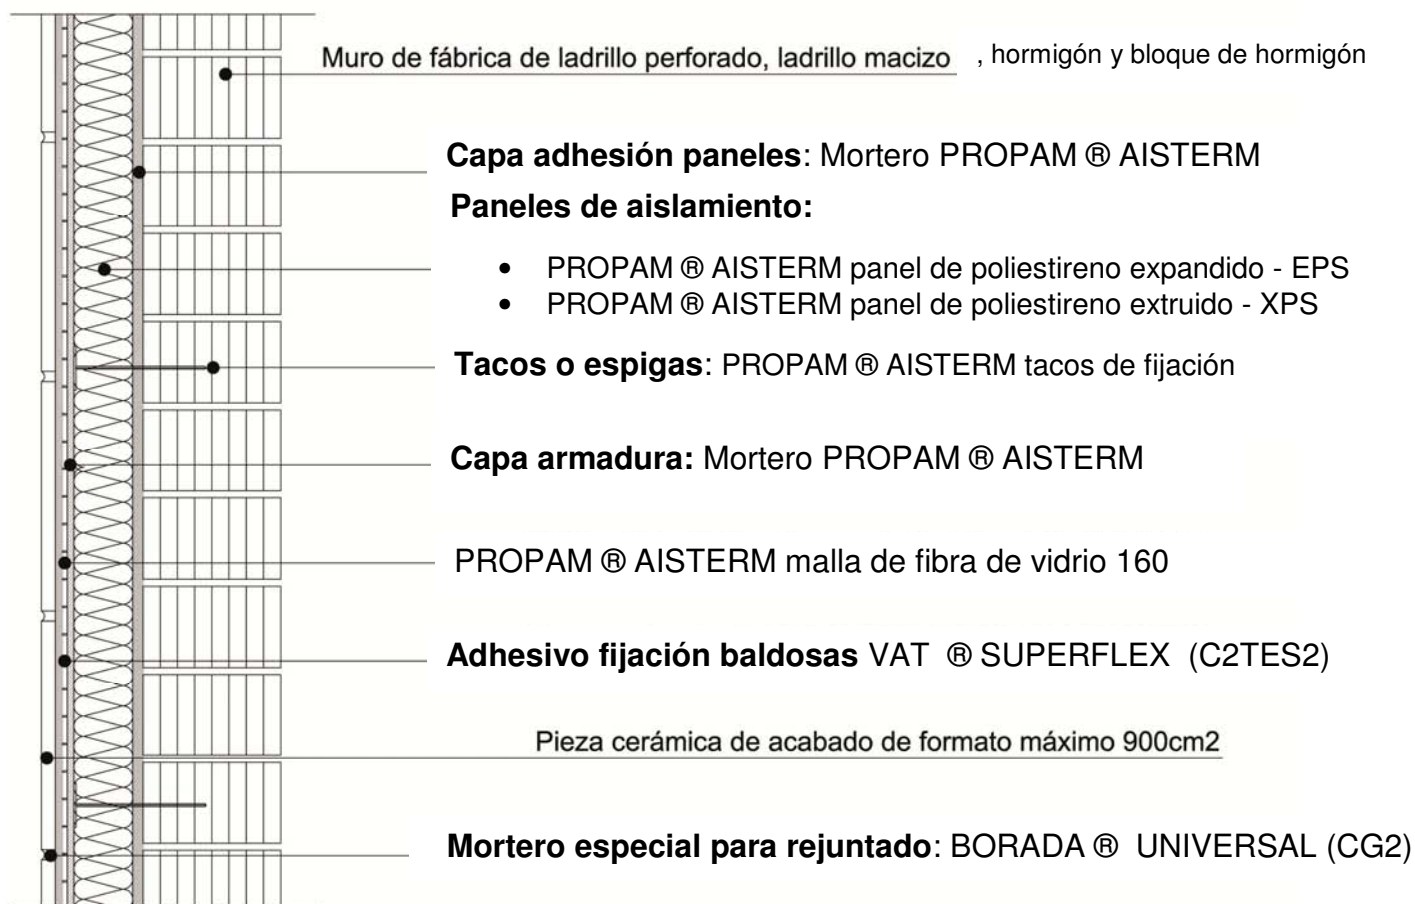 Muro de fábrica de ladrillo perforado, ladrillo macizo , hormigón y bloque de hormigón
Capa adhesión paneles: Mortero PROPAM ® AISTERM
Paneles de aislamiento:
• PROPAM ® AISTERM panel de poliestireno expandido - EPS
• PROPAM ® AISTERM panel de poliestireno extruido - XPS
Tacos o espigas: PROPAM ® AISTERM tacos de fijación
Capa armadura: Mortero PROPAM ® AISTERM
PROPAM ® AISTERM malla de fibra de vidrio 160
Adhesivo fijación baldosas VAT ® SUPERFLEX (C2TES2)
Pieza cerámica de acabado de formato máximo 900cm2
Mortero especial para rejuntado: BORADA ® UNIVERSAL (CG2)